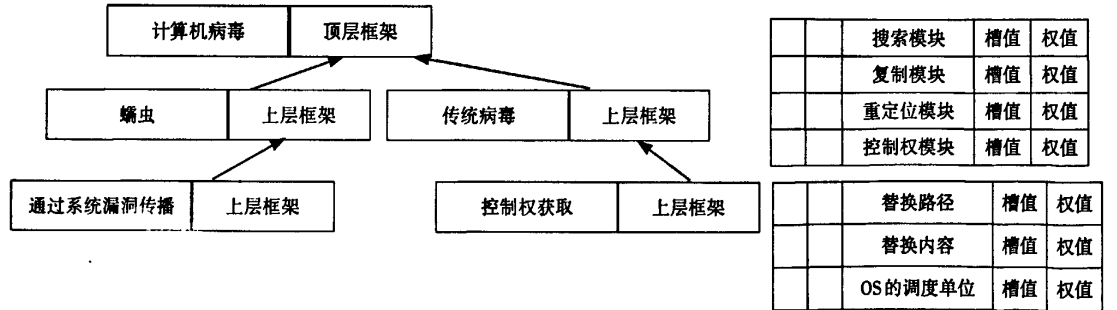 计算机病毒 顶层框架
蠕虫 上层框架 传统病毒 上层框架
通过系统漏洞传播 上层框架 控制权获取 上层框架
搜索模块 槽值 权值
复制模块 槽值 权值
重定位模块 槽值 权值
控制权模块 槽值 权值
替换路径 槽值 权值
替换内容 槽值 权值
OS的调度单位 槽值 权值